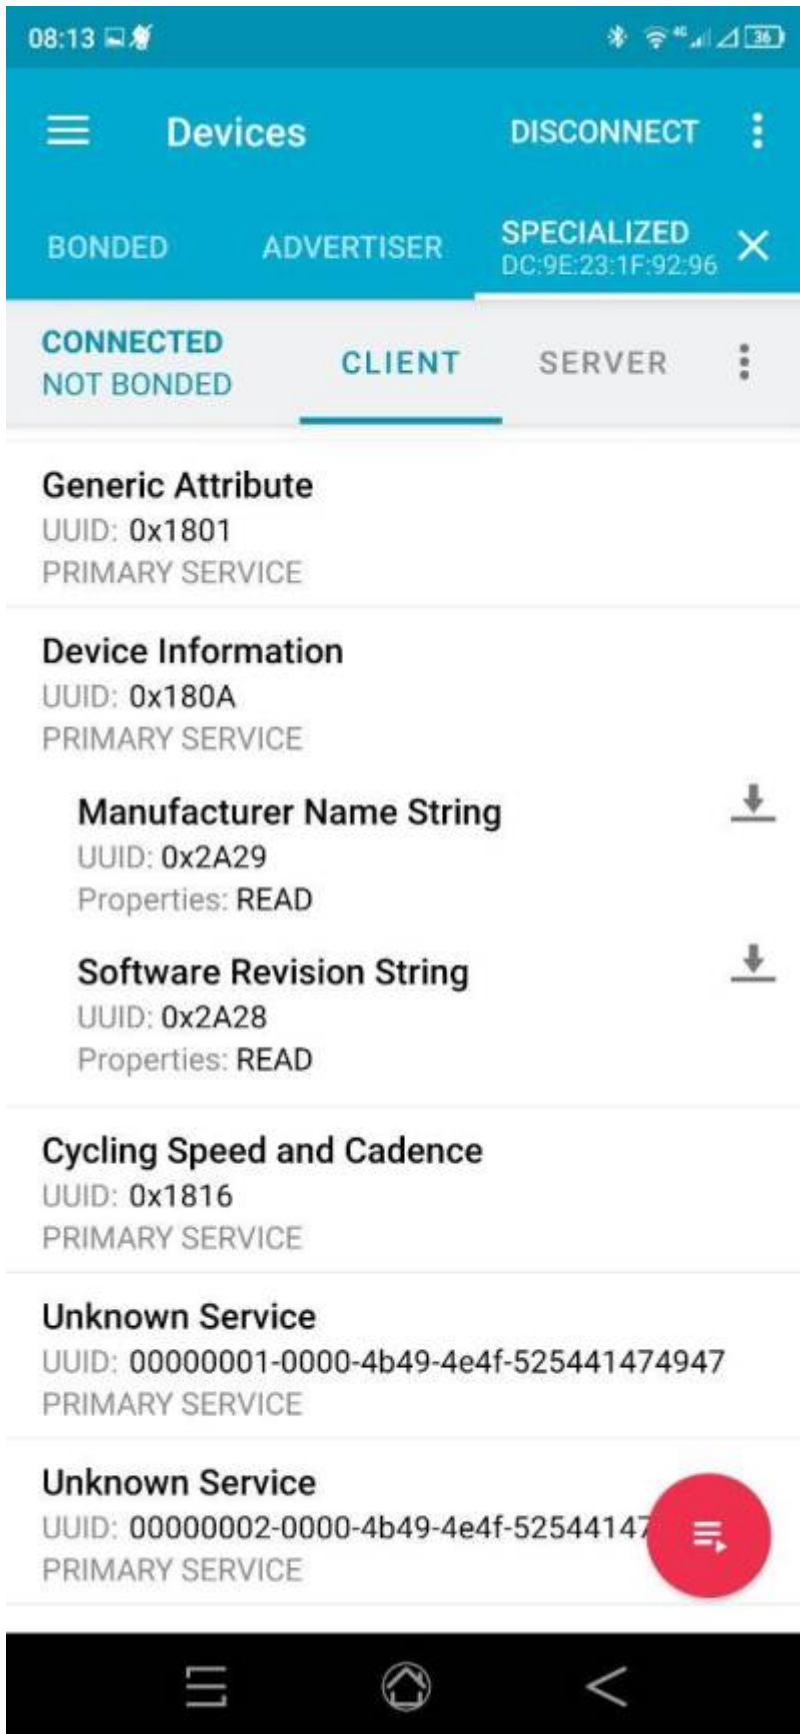 08:13
4G 36
Devices DISCONNECT
BONDED ADVERTISER SPECIALIZED
DC:9E:23:1F:92:96
CONNECTED
NOT BONDED
CLIENT SERVER
Generic Attribute
UUID: 0x1801
PRIMARY SERVICE
Device Information
UUID: 0x180A
PRIMARY SERVICE
Manufacturer Name String
UUID: 0x2A29
Properties: READ
Software Revision String
UUID: 0x2A28
Properties: READ
Cycling Speed and Cadence
UUID: 0x1816
PRIMARY SERVICE
Unknown Service
UUID: 00000001-0000-4b49-4e4f-525441474947
PRIMARY SERVICE
Unknown Service
UUID: 00000002-0000-4b49-4e4f-52544147
PRIMARY SERVICE